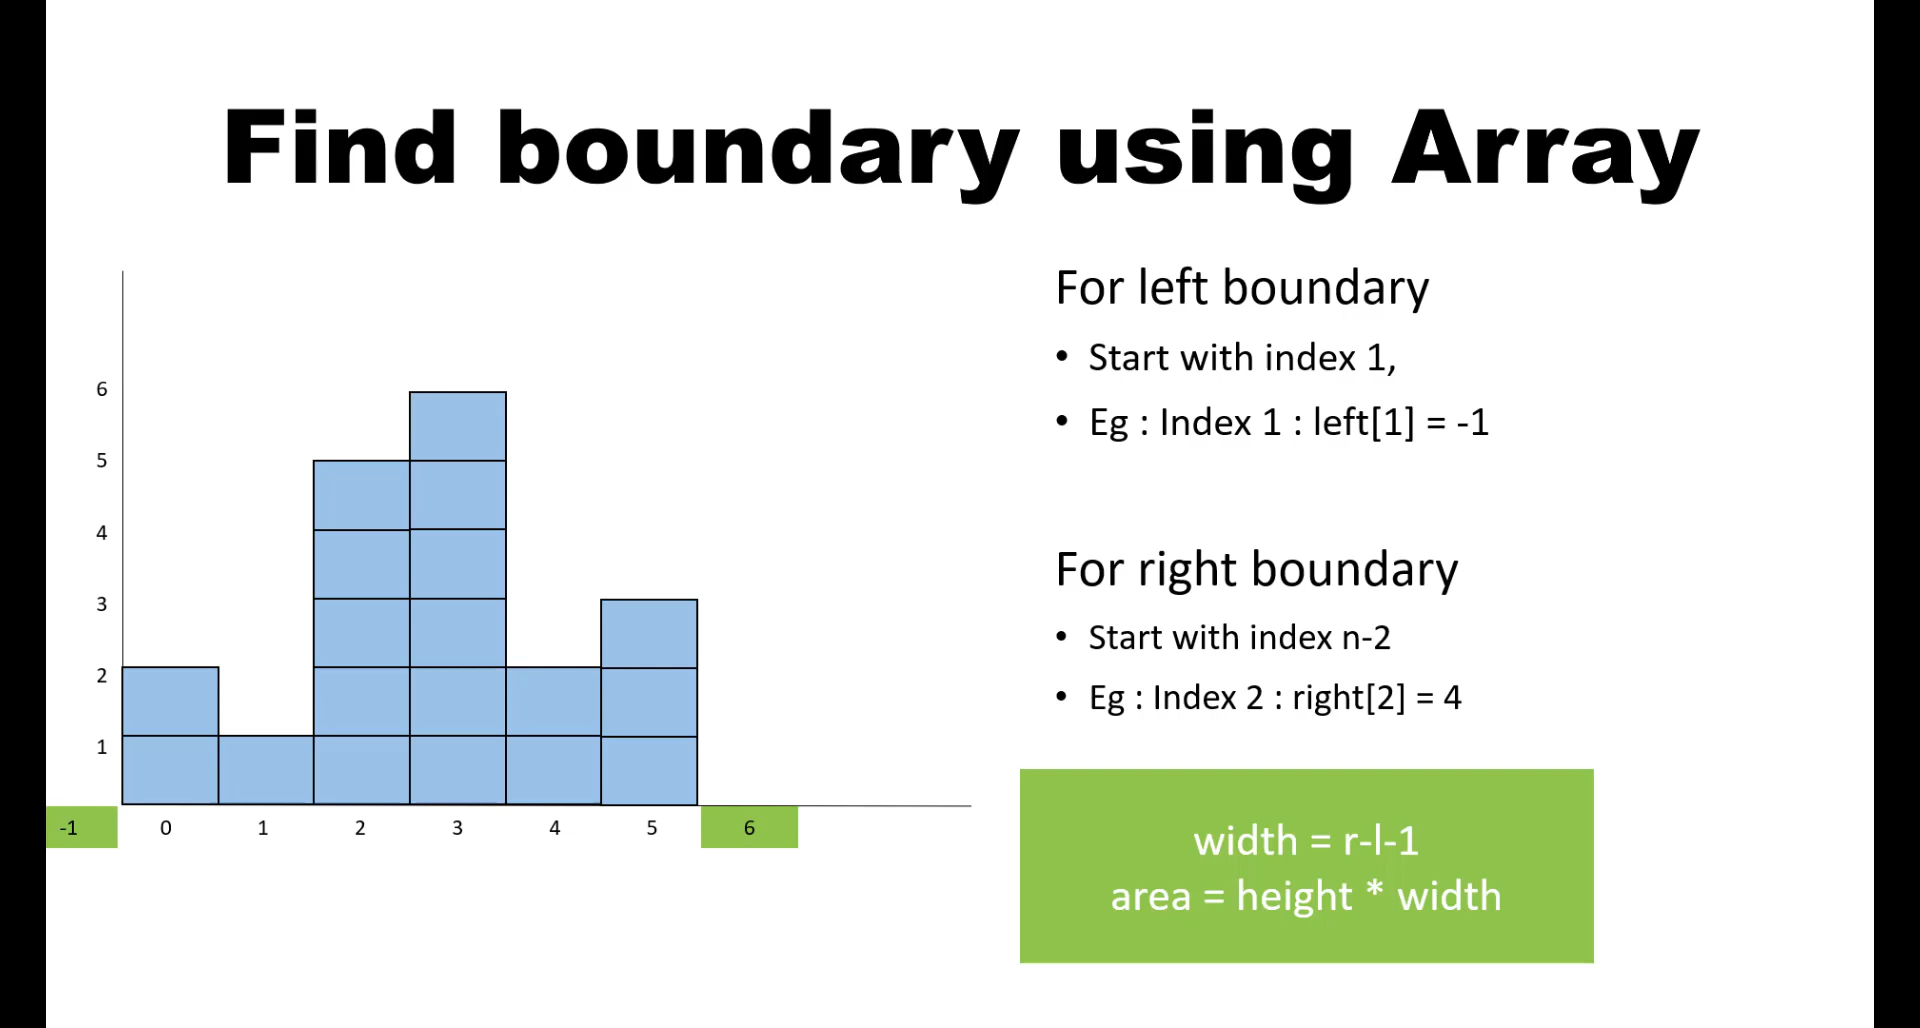 Find boundary using Array
6
5
4
3
2
1
-1 0 1 2 3 4 5 6
For left boundary
• Start with index 1,
• Eg : Index 1 : left[1] = -1
For right boundary
• Start with index n-2
• Eg : Index 2 : right[2] = 4
width = r-l-1
area = height * width